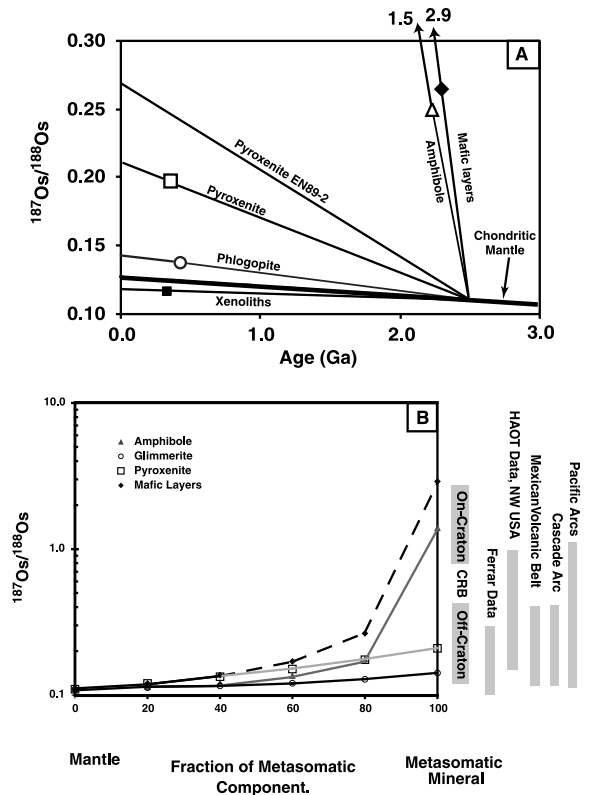 1.5 2.9
A
0.30
0.25
0.20
0.15
0.10
187Os/188Os
Pyroxenite EN89-2
Pyroxenite
Phlogopite
Xenoliths
Amphibole
Mafic layers
Chondritic
Mantle
0.0 1.0 2.0 3.0
Age (Ga)
B
10.0
1.0
0.1
187Os/188Os
Amphibole
Glimmerite
Pyroxenite
Mafic Layers
0 20 40 60 80 100
On-Craton
CRB
Off-Craton
Ferrar Data
HAOT Data, NW USA
MexicanVolcanic Belt
Cascade Arc
Pacific Arcs
Mantle
Fraction of Metasomatic
Component.
Metasomatic
Mineral